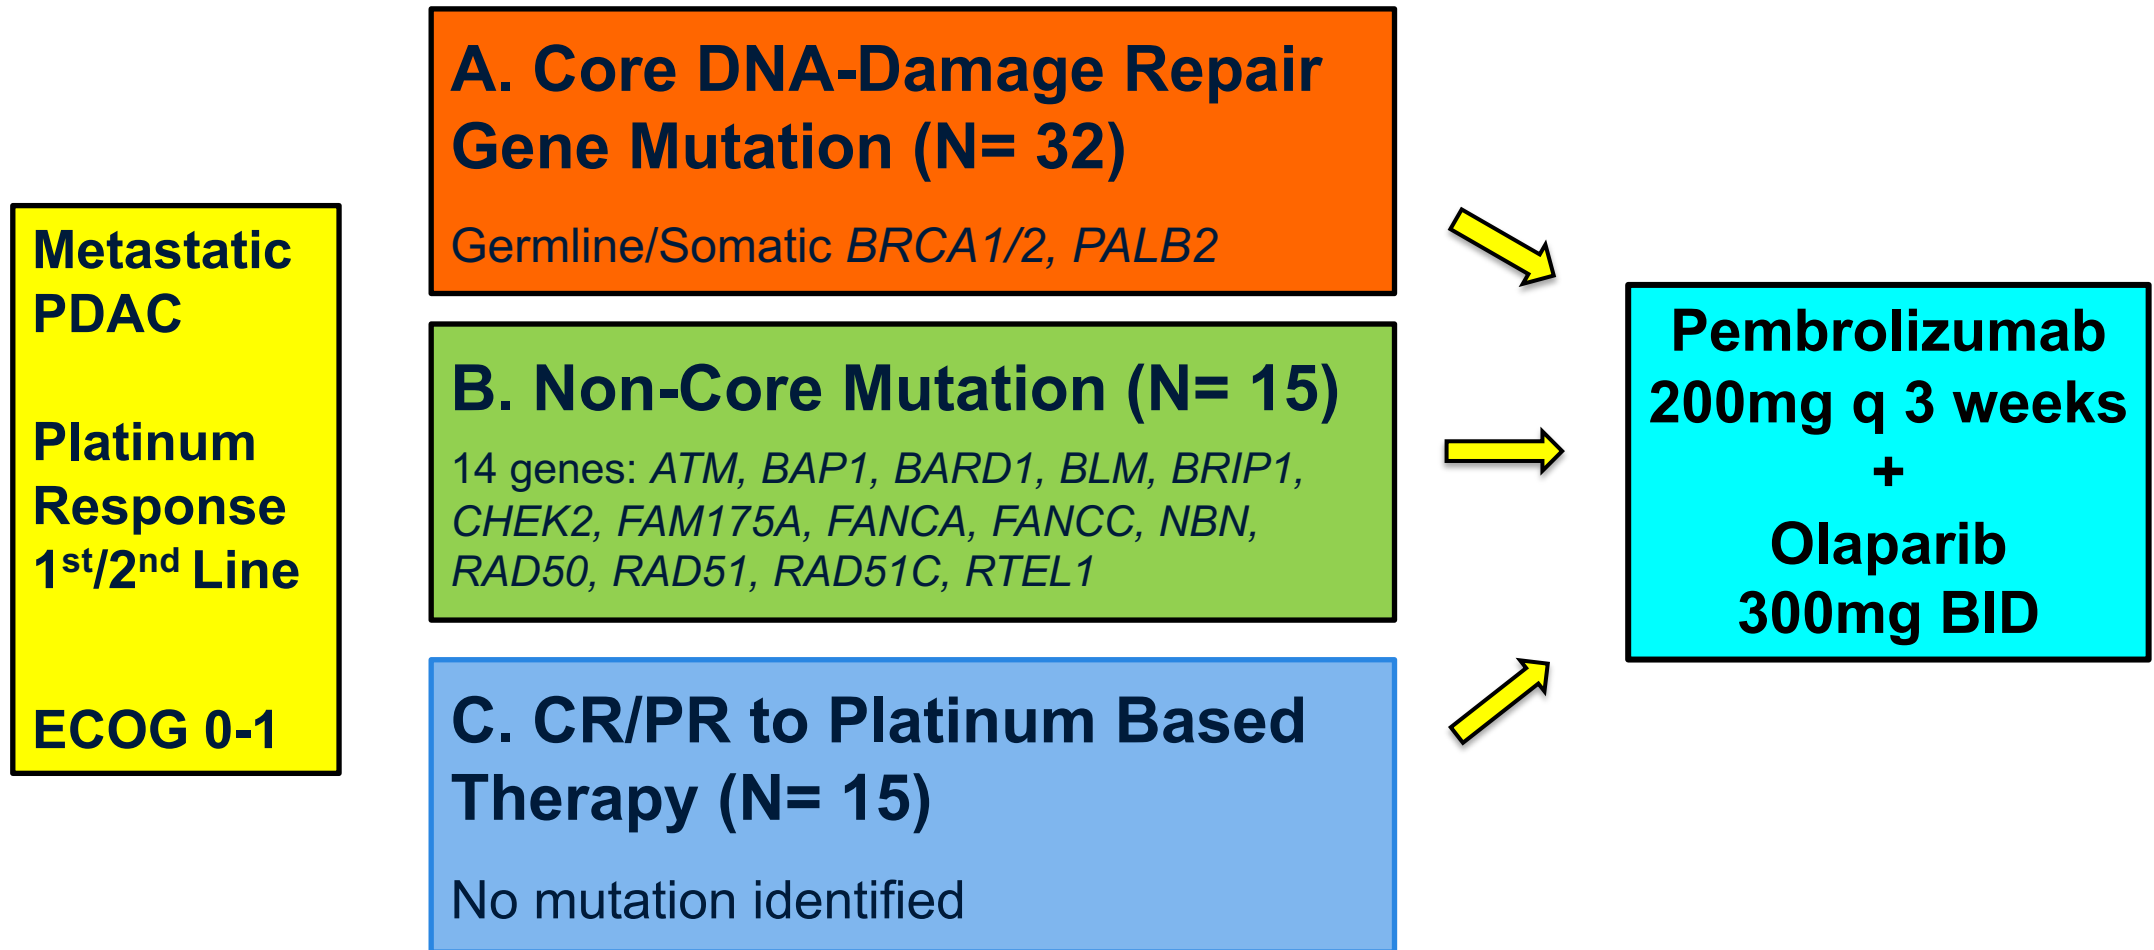 Metastatic
PDAC
Platinum
Response
1st/2nd Line
ECOG 0-1
A. Core DNA-Damage Repair
Gene Mutation (N= 32)
Germline/Somatic BRCA1/2, PALB2
B. Non-Core Mutation (N= 15)
14 genes: ATM, BAP1, BARD1, BLM, BRIP1,
CHEK2, FAM175A, FANCA, FANCC, NBN,
RAD50, RAD51, RAD51C, RTEL1
C. CR/PR to Platinum Based
Therapy (N= 15)
No mutation identified
Pembrolizumab
200mg q 3 weeks
+
Olaparib
300mg BID